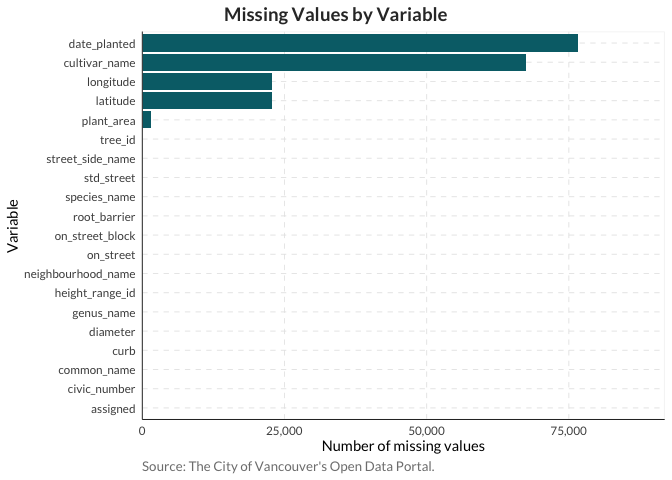 Missing Values by Variable
date_planted
cultivar_name
longitude
latitude
plant_area
tree_id
street_side_name
std_street
species_name
root_barrier
on_street_block
on_street
neighbourhood_name
height_range_id
genus_name
diameter
curb
common_name
civic_number
assigned
Variable
0 25,000 50,000 75,000
Number of missing values
Source: The City of Vancouver's Open Data Portal.